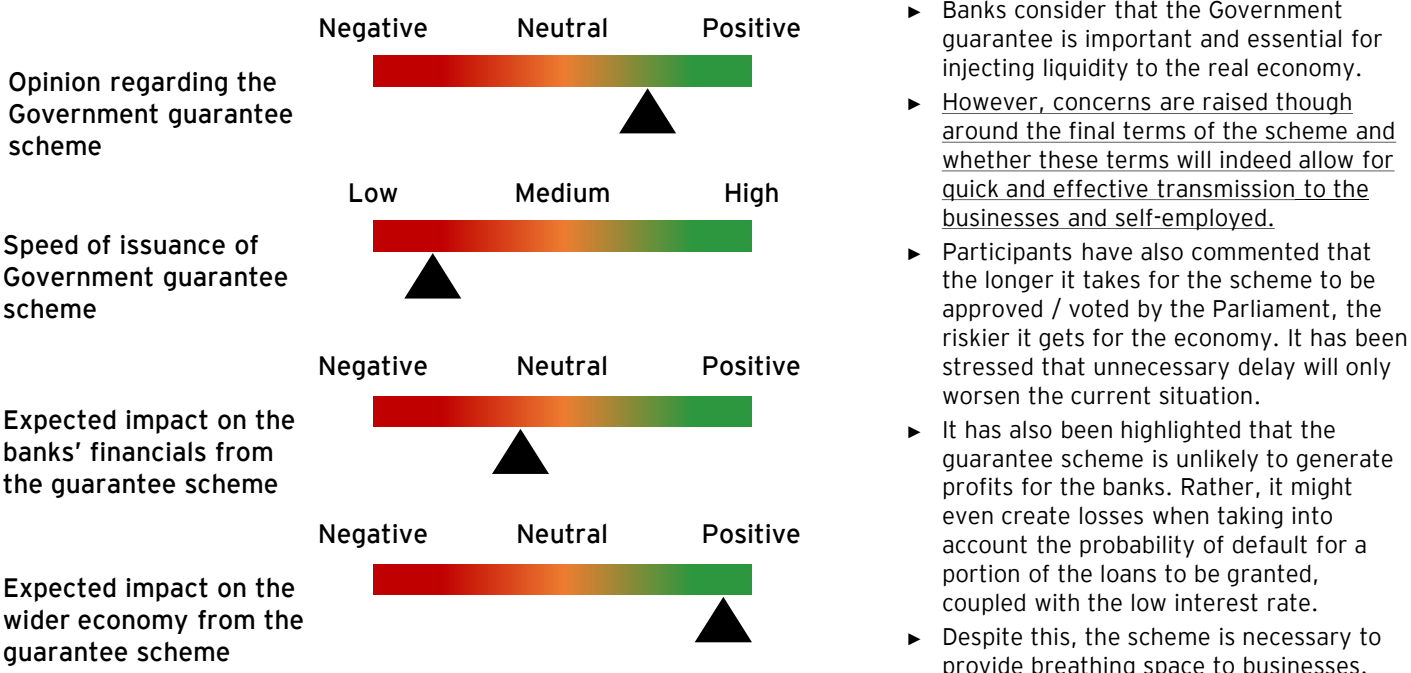 Negative Neutral Positive
Opinion regarding the
Government guarantee
scheme
Low Medium High
Speed of issuance of
Government guarantee
scheme
Negative Neutral Positive
Expected impact on the
banks’ financials from
the guarantee scheme
Negative Neutral Positive
Expected impact on the
wider economy from the
guarantee scheme
► Banks consider that the Government
guarantee is important and essential for
injecting liquidity to the real economy.
► However, concerns are raised though
around the final terms of the scheme and
whether these terms will indeed allow for
quick and effective transmission to the
businesses and self-employed.
► Participants have also commented that
the longer it takes for the scheme to be
approved / voted by the Parliament, the
riskier it gets for the economy. It has been
stressed that unnecessary delay will only
worsen the current situation.
► It has also been highlighted that the
guarantee scheme is unlikely to generate
profits for the banks. Rather, it might
even create losses when taking into
account the probability of default for a
portion of the loans to be granted,
coupled with the low interest rate.
► Despite this, the scheme is necessary to
provide breathing space to businesses.